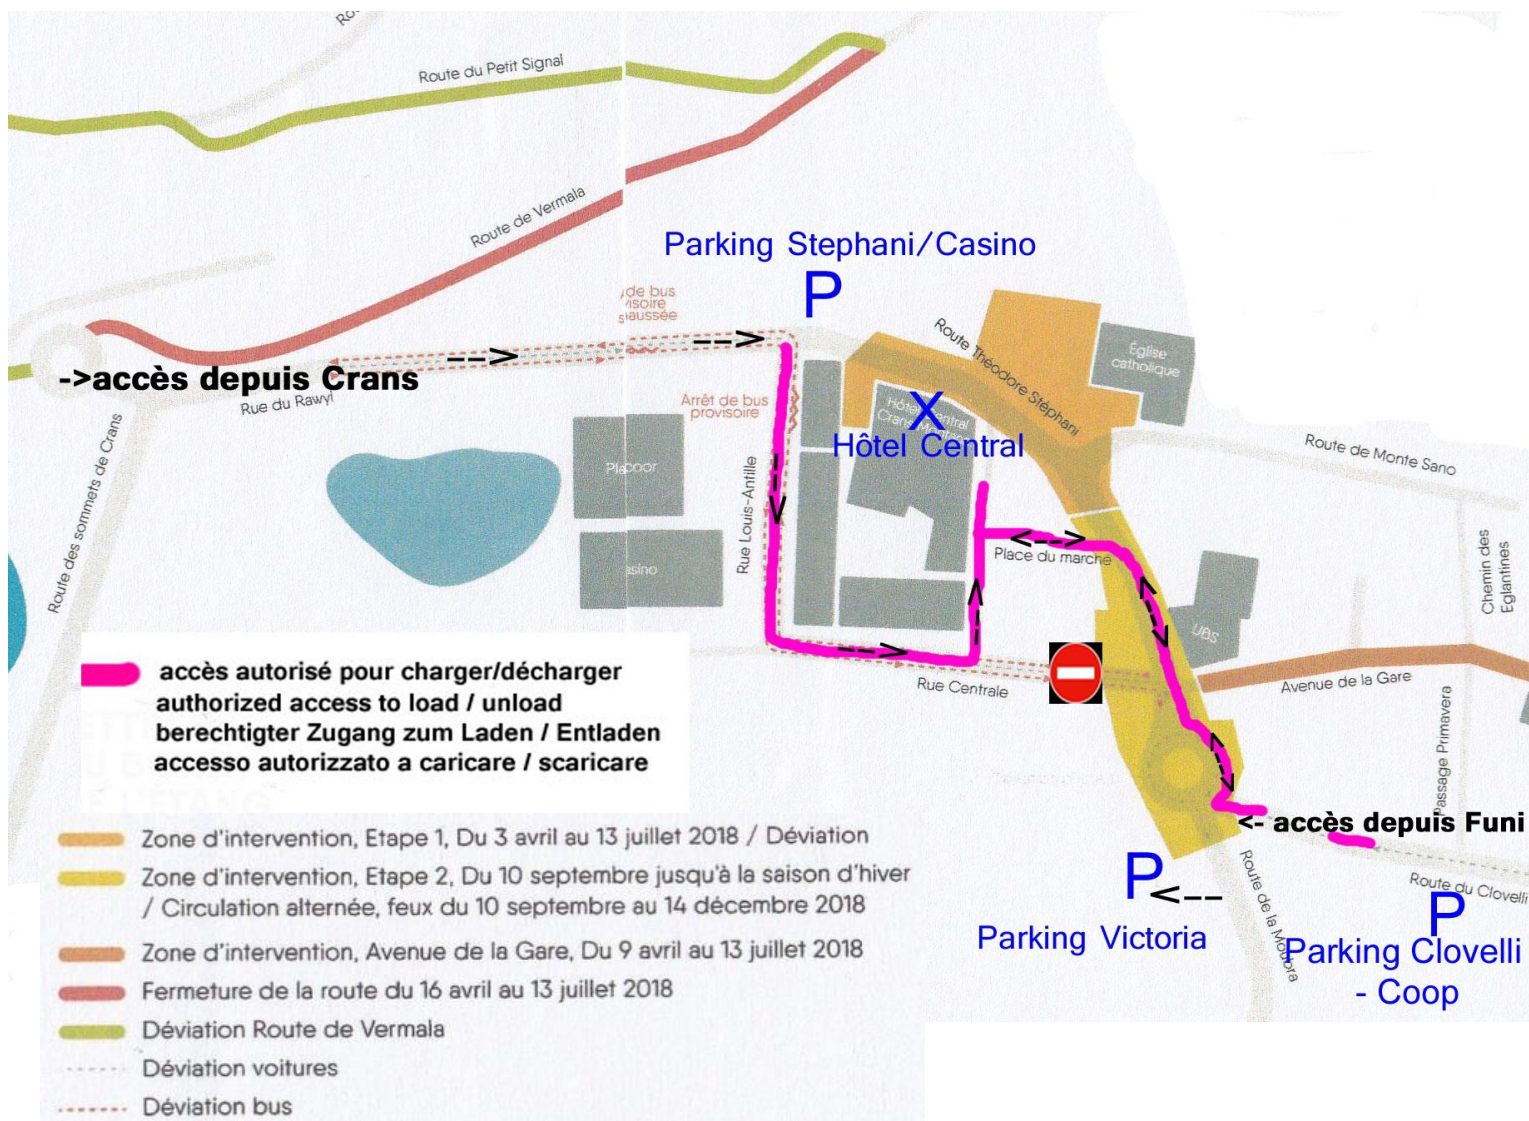 Ro
Route du Petit Signal
Route de Vermala
Parking Stephani/Casino
P
de bus
visoire
aussée
Route Théodore Stéphani
Église
catholique
->accès depuis Crans
Rue du Rawyl
Arrêt de bus
provisoire
Hôtel Central
X
Hôtel Central
Route de Monte Sano
Route des sommets de Crans
Rue Louis-Antille
Place du marché
Chemin des
Eglantines
UBS
Avenue de la Gare
Rue Centrale
Passage Primavera
accès autorisé pour charger/décharger
authorized access to load / unload
berechtigter Zugang zum Laden / Entladen
accesso autorizzato a caricare / scaricare
<- accès depuis Funi
Route du Clovelli
Route de la Moubra
P
Parking Victoria
P
Parking Clovelli
- Coop
Zone d'intervention, Etape 1, Du 3 avril au 13 juillet 2018 / Déviation
Zone d'intervention, Etape 2, Du 10 septembre jusqu'à la saison d'hiver
/ Circulation alternée, feux du 10 septembre au 14 décembre 2018
Zone d'intervention, Avenue de la Gare, Du 9 avril au 13 juillet 2018
Fermeture de la route du 16 avril au 13 juillet 2018
Déviation Route de Vermala
Déviation voitures
Déviation bus